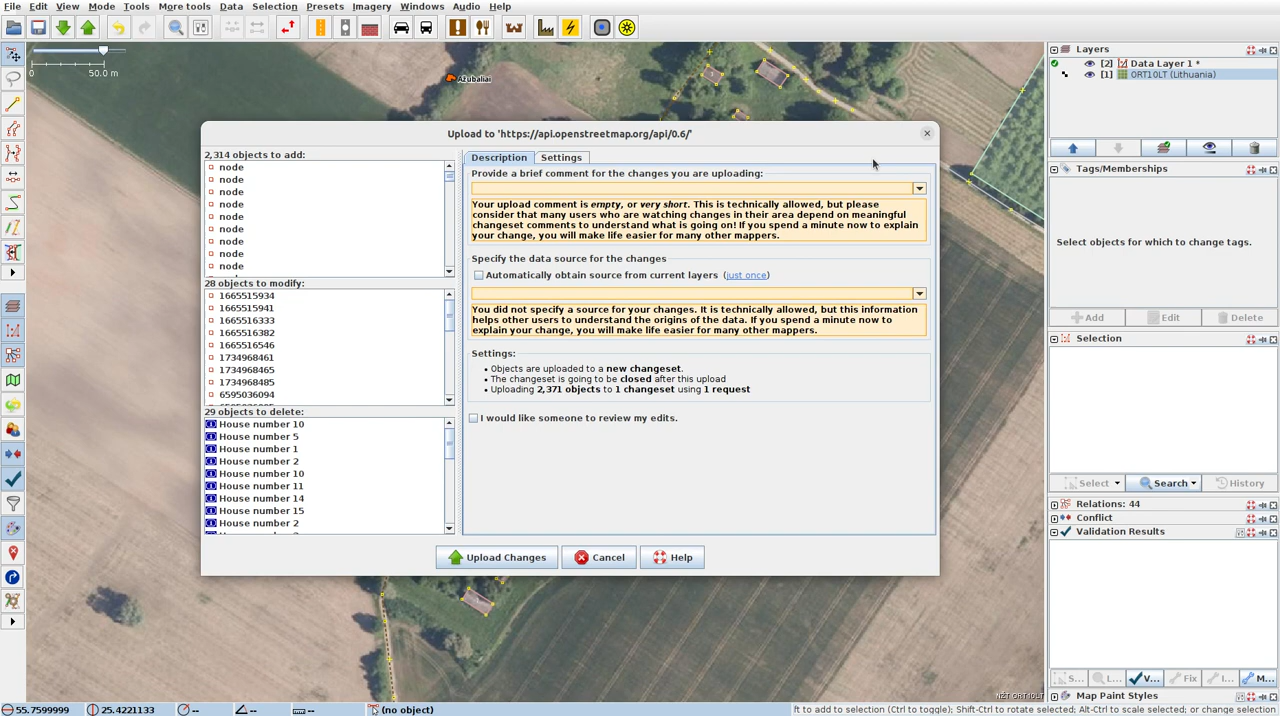 File Edit View Mode Tools More tools Data Selection Presets Imagery Windows Audio Help
0 50.0 m
Ažubaliai
Layers
[2] Data Layer 1 *
[1] ORT10LT (Lithuania)
Upload to 'https://api.openstreetmap.org/api/0.6/'
2,314 objects to add:
node
node
node
node
node
node
node
node
node
28 objects to modify:
1665515934
1665515941
1665516333
1665516382
1665516546
1734968461
1734968465
1734968485
6595036094
29 objects to delete:
House number 10
House number 5
House number 1
House number 2
House number 10
House number 11
House number 14
House number 15
House number 2
Description Settings
Provide a brief comment for the changes you are uploading:
Your upload comment is empty, or very short. This is technically allowed, but please
consider that many users who are watching changes in their area depend on meaningful
changeset comments to understand what is going on! If you spend a minute now to explain
your change, you will make life easier for many other mappers.
Specify the data source for the changes
Automatically obtain source from current layers (just once)
You did not specify a source for your changes. It is technically allowed, but this information
helps other users to understand the origins of the data. If you spend a minute now to
explain your change, you will make life easier for many other mappers.
Settings:
Objects are uploaded to a new changeset.
The changeset is going to be closed after this upload
Uploading 2,371 objects to 1 changeset using 1 request
I would like someone to review my edits.
Upload Changes Cancel Help
Tags/Memberships
Select objects for which to change tags.
Add Edit Delete
Selection
Select Search History
Relations: 44
Conflict
Validation Results
S... L... V... Fix I... M...
Map Paint Styles
NŽT ORT10LT
55.7599999 25.4221133 -- -- -- (no object)
ft to add to selection (Ctrl to toggle); Shift-Ctrl to rotate selected; Alt-Ctrl to scale selected; or change selection